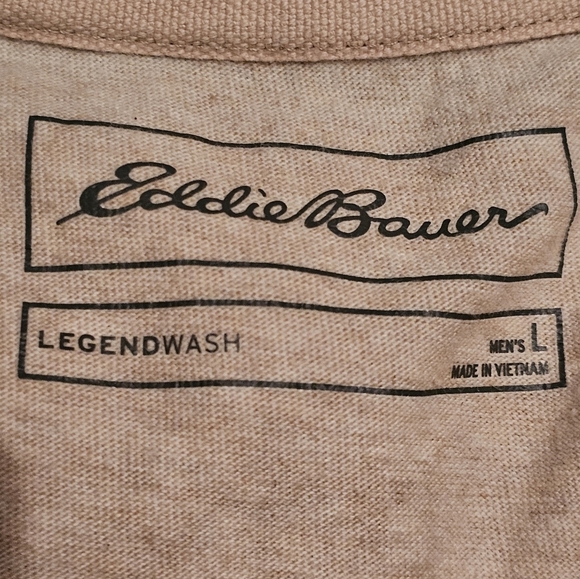 Eddie Bauer
LEGENDWASH
MEN'S L
MADE IN VIETNAM